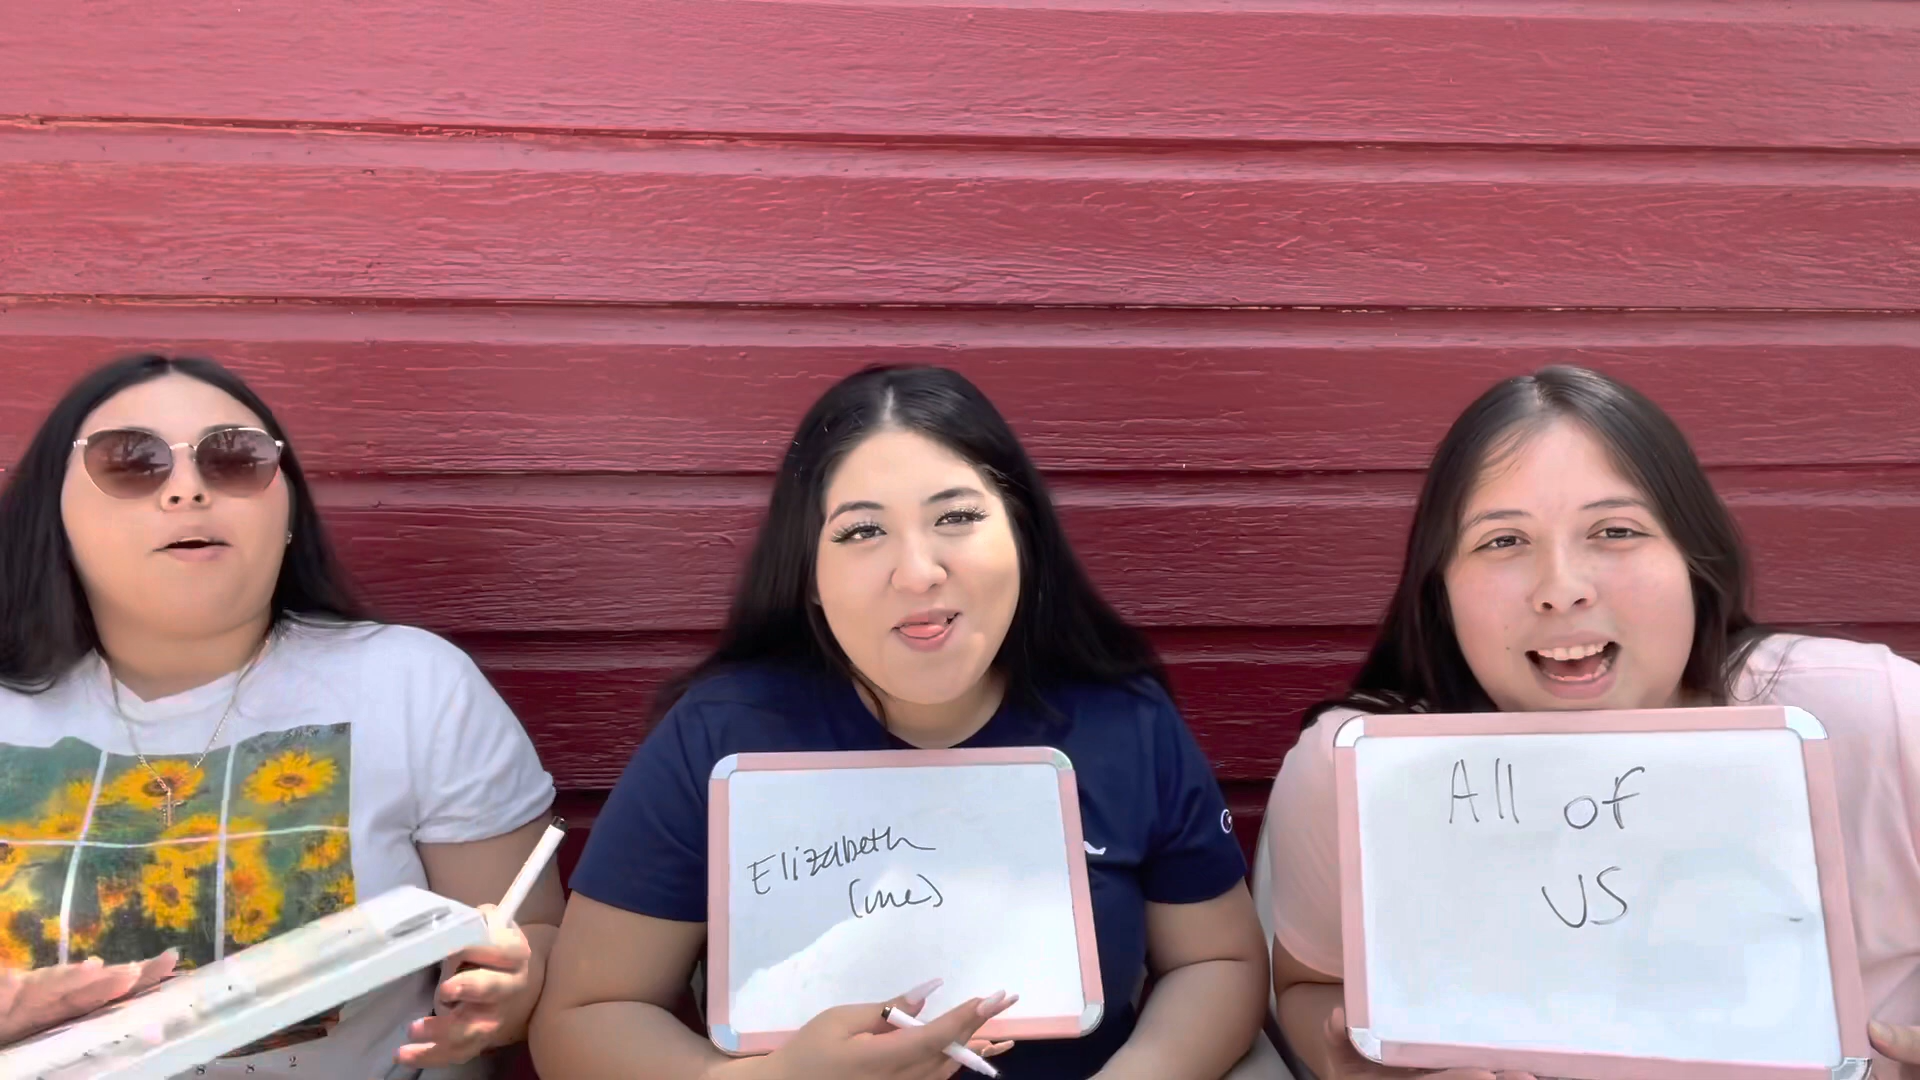 Elizabeth
(me)
All of
US